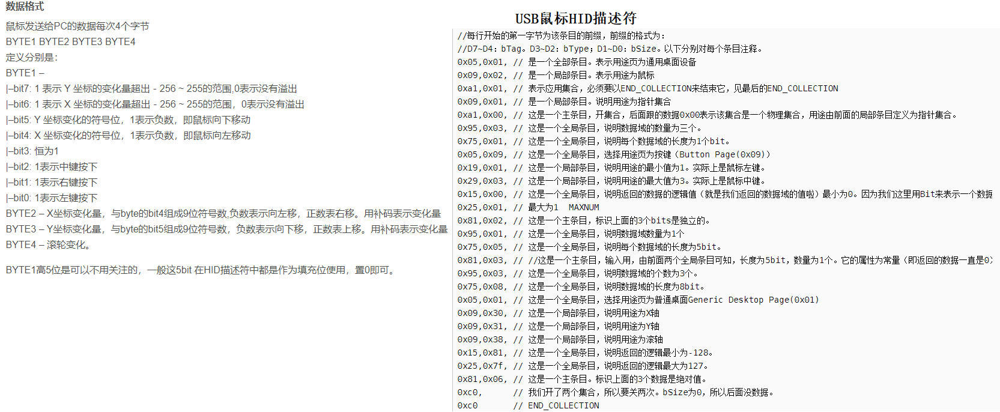 数据格式
鼠标发送给PC的数据每次4个字节
BYTE1 BYTE2 BYTE3 BYTE4
定义分别是：
BYTE1 –
|–bit7: 1 表示 Y 坐标的变化量超出 - 256 ~ 255的范围,0表示没有溢出
|–bit6: 1 表示 X 坐标的变化量超出 - 256 ~ 255的范围，0表示没有溢出
|–bit5: Y 坐标变化的符号位，1表示负数，即鼠标向下移动
|–bit4: X 坐标变化的符号位，1表示负数，即鼠标向左移动
|–bit3: 恒为1
|–bit2: 1表示中键按下
|–bit1: 1表示右键按下
|–bit0: 1表示左键按下
BYTE2 – X坐标变化量，与byte的bit4组成9位符号数,负数表示向左移，正数表右移。用补码表示变化量
BYTE3 – Y坐标变化量，与byte的bit5组成9位符号数，负数表示向下移，正数表上移。用补码表示变化量
BYTE4 – 滚轮变化。
BYTE1高5位是可以不用关注的，一般这5bit 在HID描述符中都是作为填充位使用，置0即可。
USB鼠标HID描述符
//每行开始的第一字节为该条目的前缀，前缀的格式为：
//D7~D4：bTag。D3~D2：bType；D1~D0：bSize。以下分别对每个条目注释。
0x05,0x01, // 是一个全部条目。表示用途页为通用桌面设备
0x09,0x02, // 是一个局部条目。表示用途为鼠标
0xa1,0x01, // 表示应用集合，必须要以END_COLLECTION来结束它，见最后的END_COLLECTION
0x09,0x01, // 是一个局部条目。说明用途为指针集合
0xa1,0x00, // 这是一个主条目，开集合，后面跟的数据0x00表示该集合是一个物理集合，用途由前面的局部条目定义为指针集合。
0x95,0x03, // 这是一个全局条目，说明数据域的数量为三个。
0x75,0x01, // 这是一个全局条目，说明每个数据域的长度为1个bit。
0x05,0x09, // 这是一个全局条目，选择用途页为按键（Button Page(0x09)）
0x19,0x01, // 这是一个局部条目，说明用途的最小值为1。实际上是鼠标左键。
0x29,0x03, // 这是一个局部条目，说明用途的最大值为3。实际上是鼠标中键。
0x15,0x00, // 这是一个全局条目，说明返回的数据的逻辑值（就是我们返回的数据域的值啦）最小为0。因为我们这里用Bit来表示一个数据
0x25,0x01, // 最大为1  MAXNUM
0x81,0x02, // 这是一个主条目，标识上面的3个bits是独立的。
0x95,0x01, // 这是一个全局条目，说明数据域数量为1个
0x75,0x05, // 这是一个全局条目，说明每个数据域的长度为5bit。
0x81,0x03, // //这是一个主条目，输入用，由前面两个全局条目可知，长度为5bit，数量为1个。它的属性为常量（即返回的数据一直是0）
0x95,0x03, // 这是一个全局条目，说明数据域的个数为3个。
0x75,0x08, // 这是一个全局条目，说明数据域的长度为8bit。
0x05,0x01, // 这是一个全局条目，选择用途页为普通桌面Generic Desktop Page(0x01)
0x09,0x30, // 这是一个局部条目，说明用途为X轴
0x09,0x31, // 这是一个局部条目，说明用途为Y轴
0x09,0x38, // 这是一个局部条目，说明用途为滚轴
0x15,0x81, // 这是一个全局条目，说明返回的逻辑最小为-128。
0x25,0x7f, // 这是一个全局条目，说明返回的逻辑最大为127。
0x81,0x06, // 这是一个主条目。标识上面的3个数据是绝对值。
0xc0,      // 我们开了两个集合，所以要关两次。bSize为0，所以后面没数据。
0xc0       // END_COLLECTION